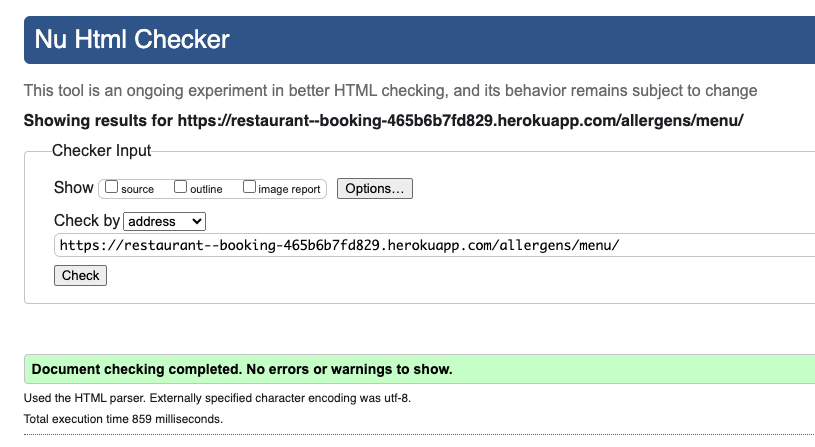 Nu Html Checker
This tool is an ongoing experiment in better HTML checking, and its behavior remains subject to change
Showing results for https://restaurant--booking-465b6b7fd829.herokuapp.com/allergens/menu/
Checker Input
Show source outline image report Options...
Check by address
https://restaurant--booking-465b6b7fd829.herokuapp.com/allergens/menu/
Check
Document checking completed. No errors or warnings to show.
Used the HTML parser. Externally specified character encoding was utf-8.
Total execution time 859 milliseconds.